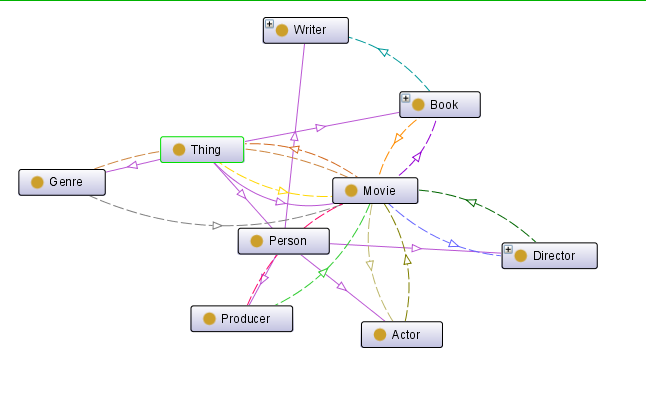 Writer
Book
Thing
Genre
Movie
Person
Director
Producer
Actor